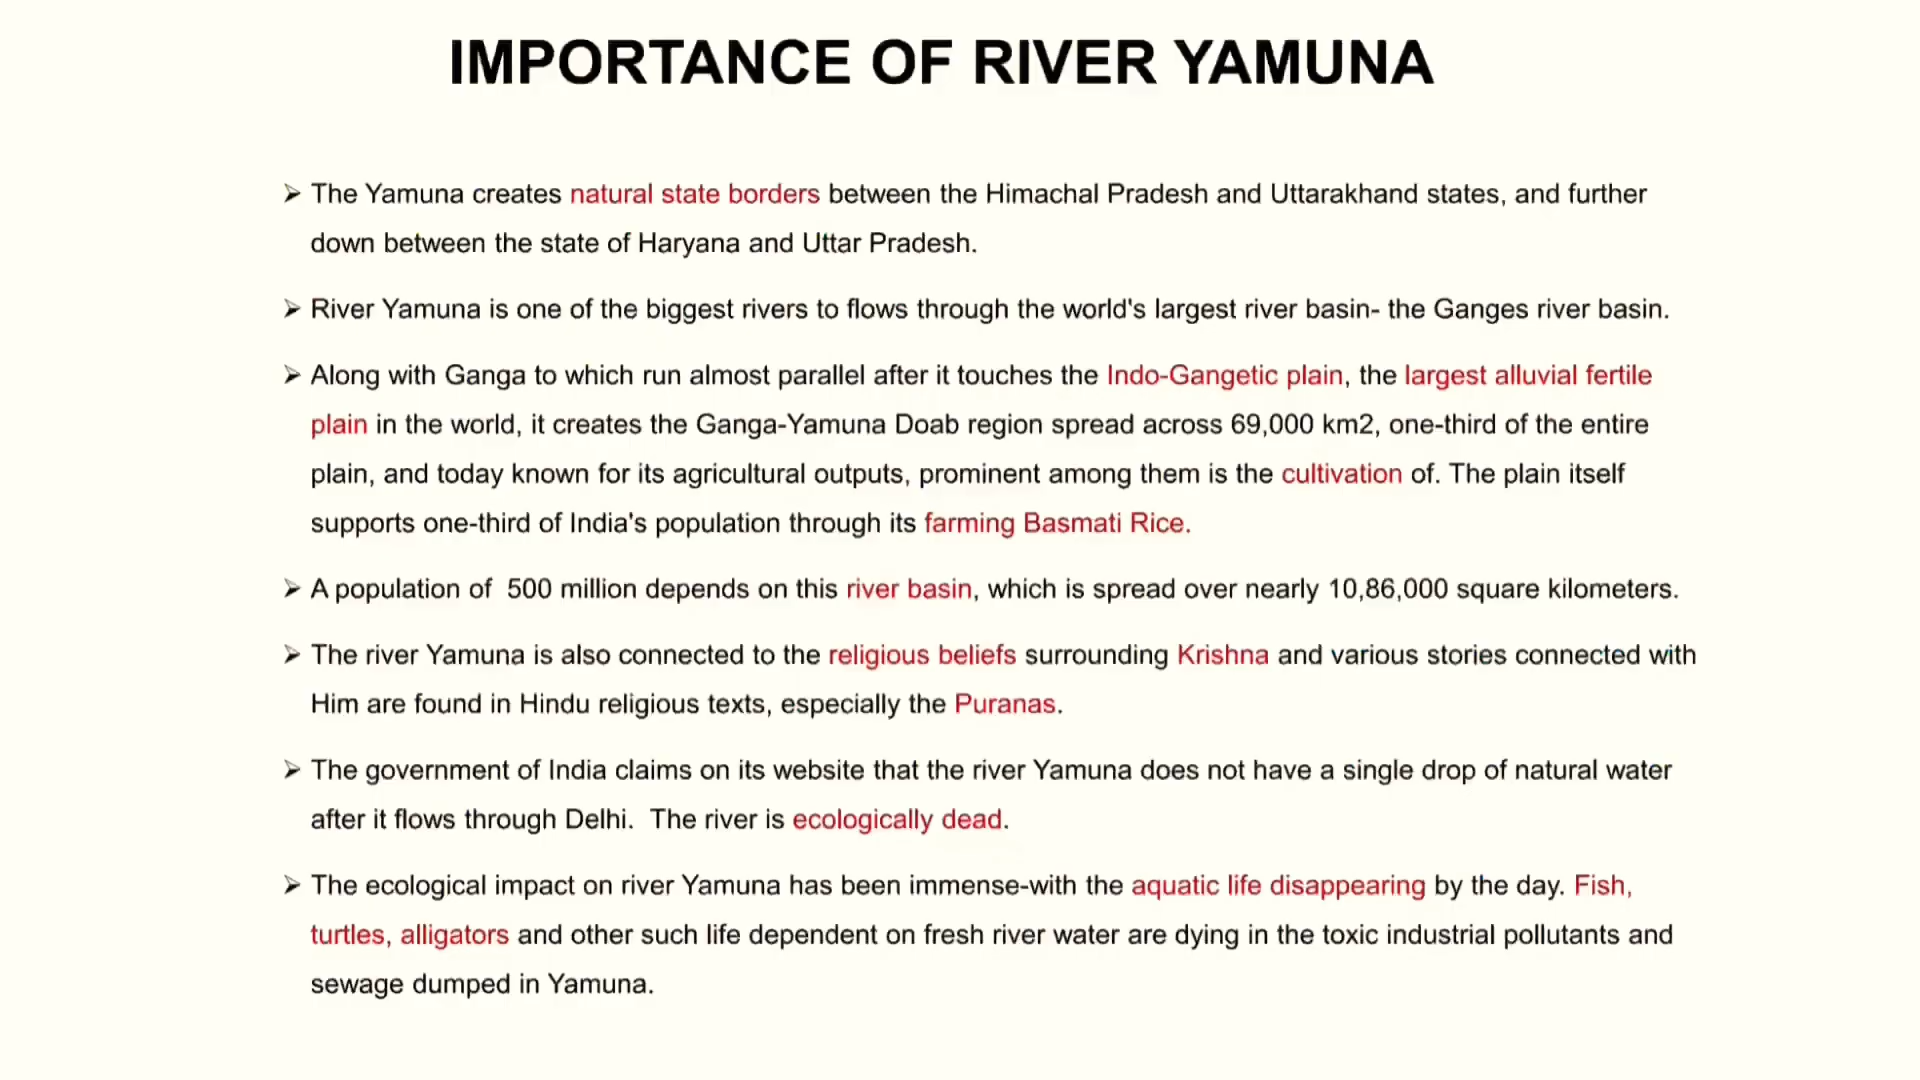 IMPORTANCE OF RIVER YAMUNA
➢ The Yamuna creates natural state borders between the Himachal Pradesh and Uttarakhand states, and further
down between the state of Haryana and Uttar Pradesh.
➢ River Yamuna is one of the biggest rivers to flows through the world's largest river basin- the Ganges river basin.
➢ Along with Ganga to which run almost parallel after it touches the Indo-Gangetic plain, the largest alluvial fertile
plain in the world, it creates the Ganga-Yamuna Doab region spread across 69,000 km2, one-third of the entire
plain, and today known for its agricultural outputs, prominent among them is the cultivation of. The plain itself
supports one-third of India's population through its farming Basmati Rice.
➢ A population of  500 million depends on this river basin, which is spread over nearly 10,86,000 square kilometers.
➢ The river Yamuna is also connected to the religious beliefs surrounding Krishna and various stories connected with
Him are found in Hindu religious texts, especially the Puranas.
➢ The government of India claims on its website that the river Yamuna does not have a single drop of natural water
after it flows through Delhi.  The river is ecologically dead.
➢ The ecological impact on river Yamuna has been immense-with the aquatic life disappearing by the day. Fish,
turtles, alligators and other such life dependent on fresh river water are dying in the toxic industrial pollutants and
sewage dumped in Yamuna.